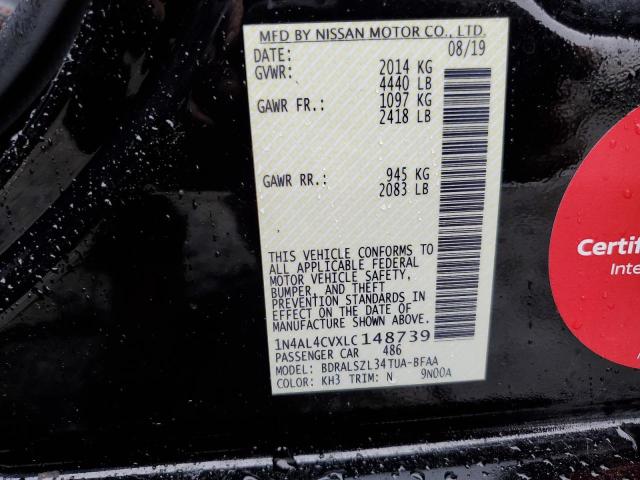 MFD BY NISSAN MOTOR CO., LTD.
DATE: 08/19
GVWR: 2014 KG
4440 LB
GAWR FR.: 1097 KG
2418 LB
GAWR RR.: 945 KG
2083 LB
THIS VEHICLE CONFORMS TO
ALL APPLICABLE FEDERAL
MOTOR VEHICLE SAFETY,
BUMPER, AND THEFT
PREVENTION STANDARDS IN
EFFECT ON THE DATE OF
MANUFACTURE SHOWN ABOVE.
1N4AL4CVXLC148739
PASSENGER CAR 486
MODEL: BDRALSZL34TUA-BFAA
COLOR: KH3 TRIM: N 9N00A
Certif
Inte